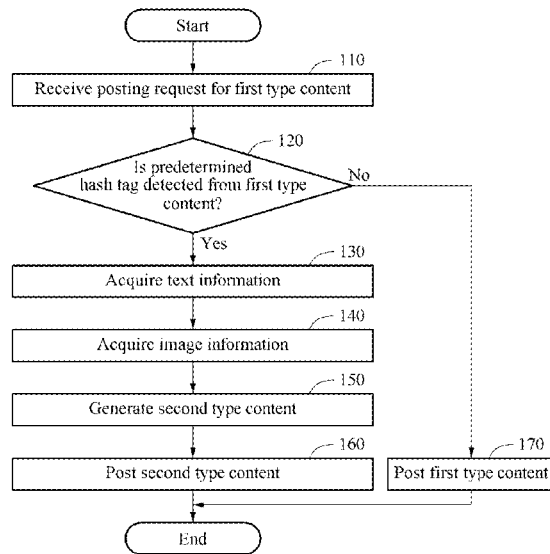 Start
110
Receive posting request for first type content
120
Is predetermined
hash tag detected from first type
content?
No
Yes
130
Acquire text information
140
Acquire image information
150
Generate second type content
160
Post second type content
170
Post first type content
End